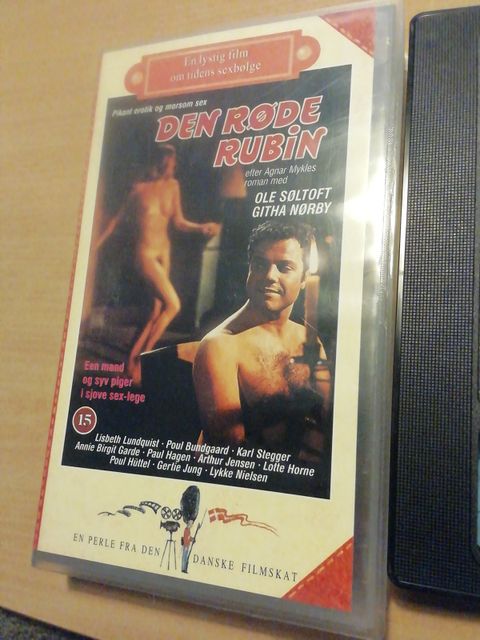 En lystig film
om tidens sexbølge
Pikant erotik og morsom sex
DEN RØDE
RUBiN
efter Agnar Mykles
roman med
OLE SØLTOFT
GITHA NØRBY
Een mand
og syv piger
i sjove sex-lege
15
Lisbeth Lundquist · Poul Bundgaard · Karl Stegger
Annie Birgit Garde · Paul Hagen · Arthur Jensen · Lotte Horne
Poul Hüttel · Gerlie Jung · Lykke Nielsen
EN PERLE FRA DEN DANSKE FILMSKAT